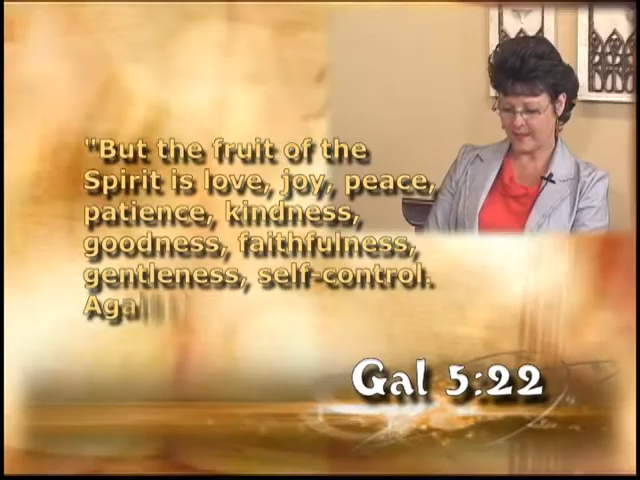 "But the fruit of the
Spirit is love, joy, peace,
patience, kindness,
goodness, faithfulness,
gentleness, self-control.
Aga
Gal 5:22